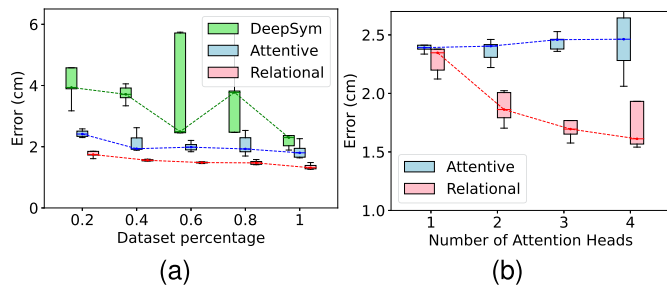 6
4
2
0
Error (cm)
DeepSym
Attentive
Relational
0.2 0.4 0.6 0.8 1
Dataset percentage
(a)
2.5
2.0
1.5
1.0
Error (cm)
Attentive
Relational
1 2 3 4
Number of Attention Heads
(b)